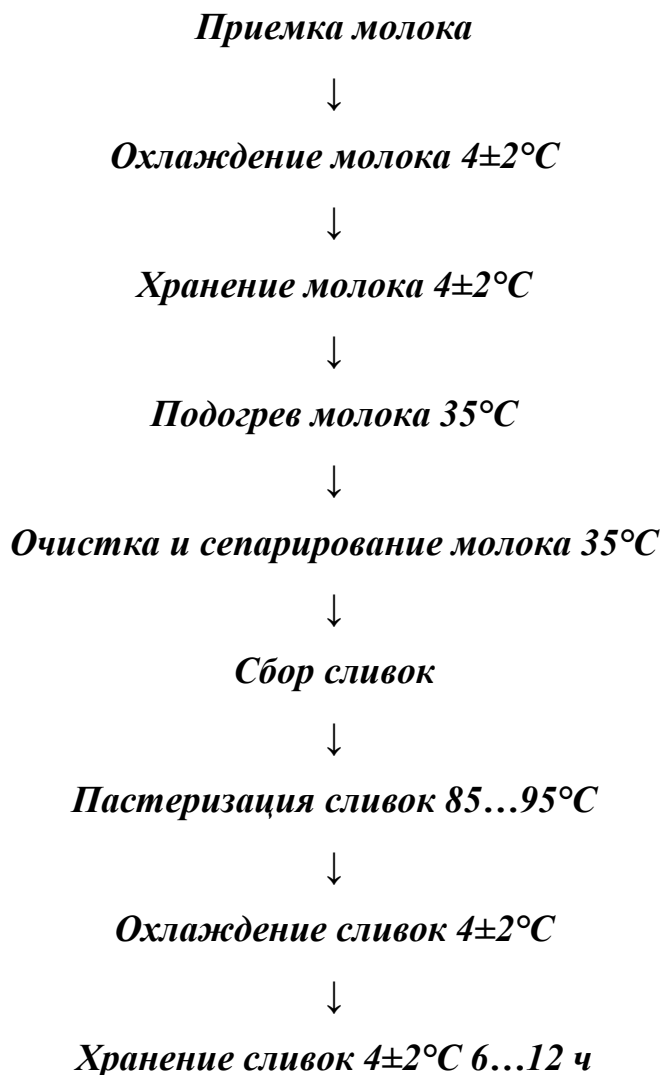 Приемка молока
↓
Охлаждение молока 4±2°С
↓
Хранение молока 4±2°С
↓
Подогрев молока 35°С
↓
Очистка и сепарирование молока 35°С
↓
Сбор сливок
↓
Пастеризация сливок 85…95°С
↓
Охлаждение сливок 4±2°С
↓
Хранение сливок 4±2°С 6…12 ч